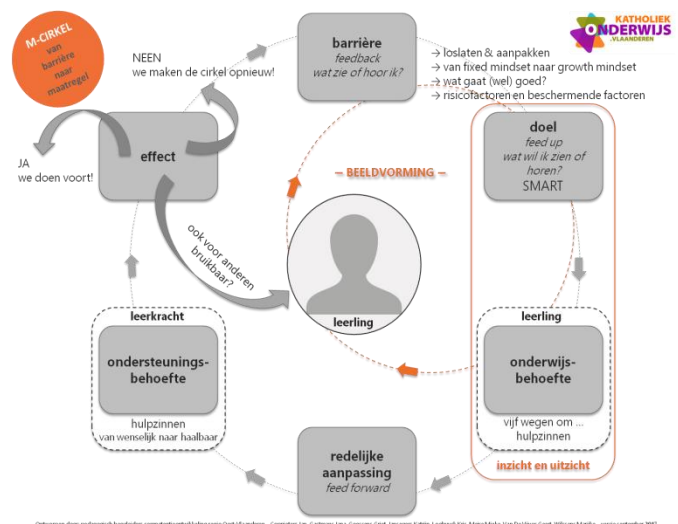 M-CIRKEL
van
barrière
naar
maatregel
NEEN
we maken de cirkel opnieuw!
barrière
feedback
wat zie of hoor ik?
KATHOLIEK
ONDERWIJS
VLAANDEREN
→ loslaten & aanpakken
→ van fixed mindset naar growth mindset
→ wat gaat (wel) goed?
→ risicofactoren en beschermende factoren
effect
JA
we doen voort!
doel
feed up
wat wil ik zien of
horen?
SMART
— BEELDVORMING —
ook voor anderen
bruikbaar?
leerling
leerkracht
ondersteunings-
behoefte
hulpzinnen
van wenselijk naar haalbaar
leerling
onderwijs-
behoefte
vijf wegen om ...
hulpzinnen
inzicht en uitzicht
redelijke
aanpassing
feed forward